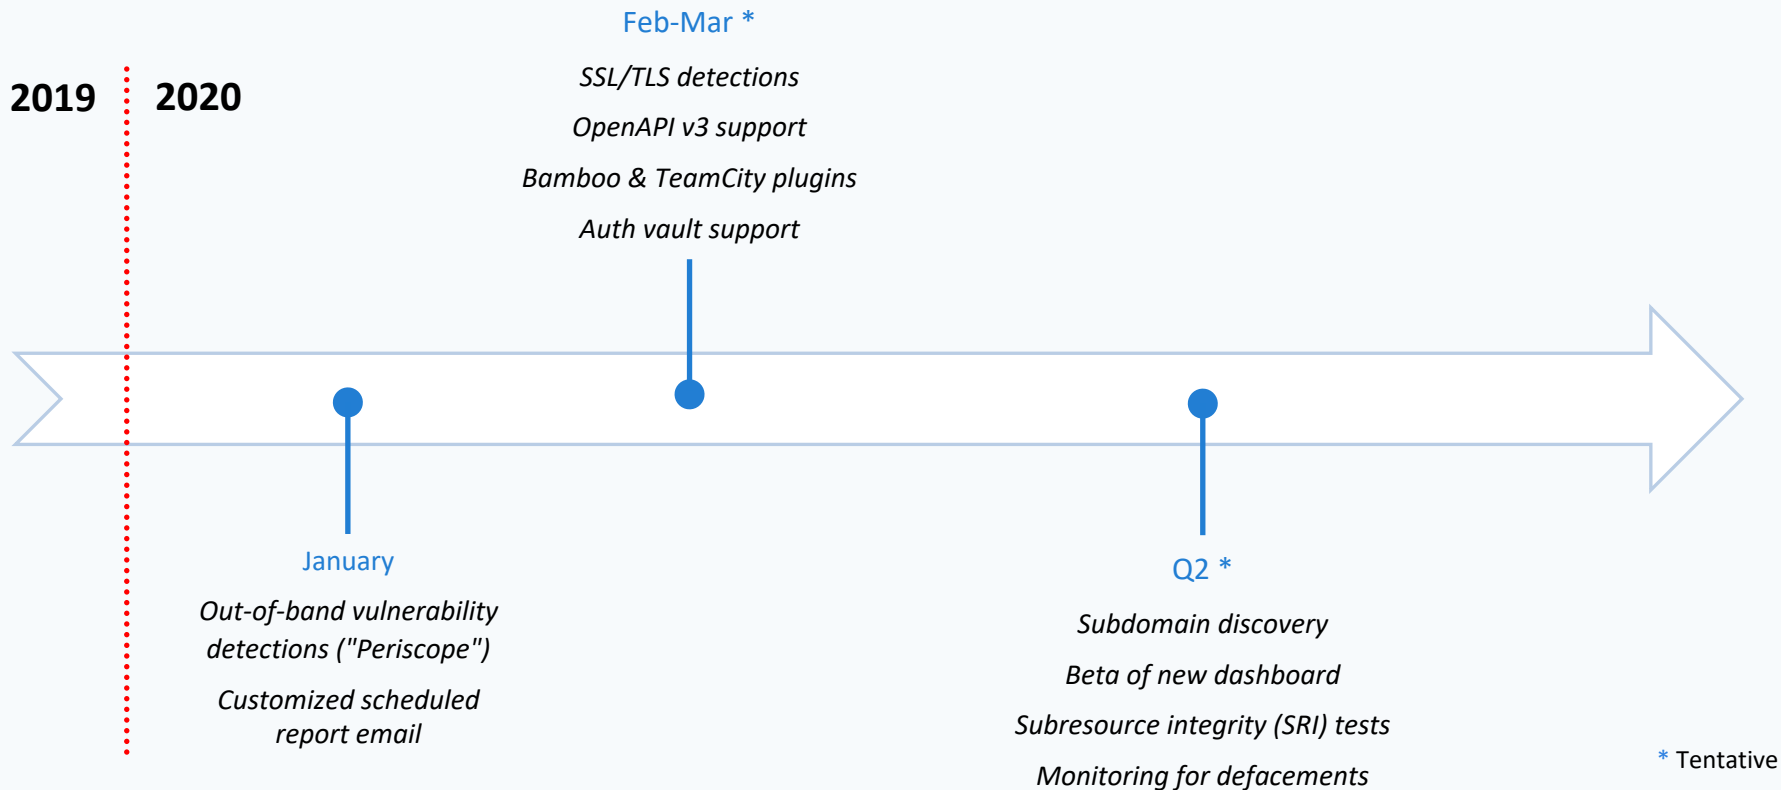 2019
2020
Feb-Mar *
SSL/TLS detections
OpenAPI v3 support
Bamboo & TeamCity plugins
Auth vault support
January
Out-of-band vulnerability
detections ("Periscope")
Customized scheduled
report email
Q2 *
Subdomain discovery
Beta of new dashboard
Subresource integrity (SRI) tests
Monitoring for defacements
* Tentative